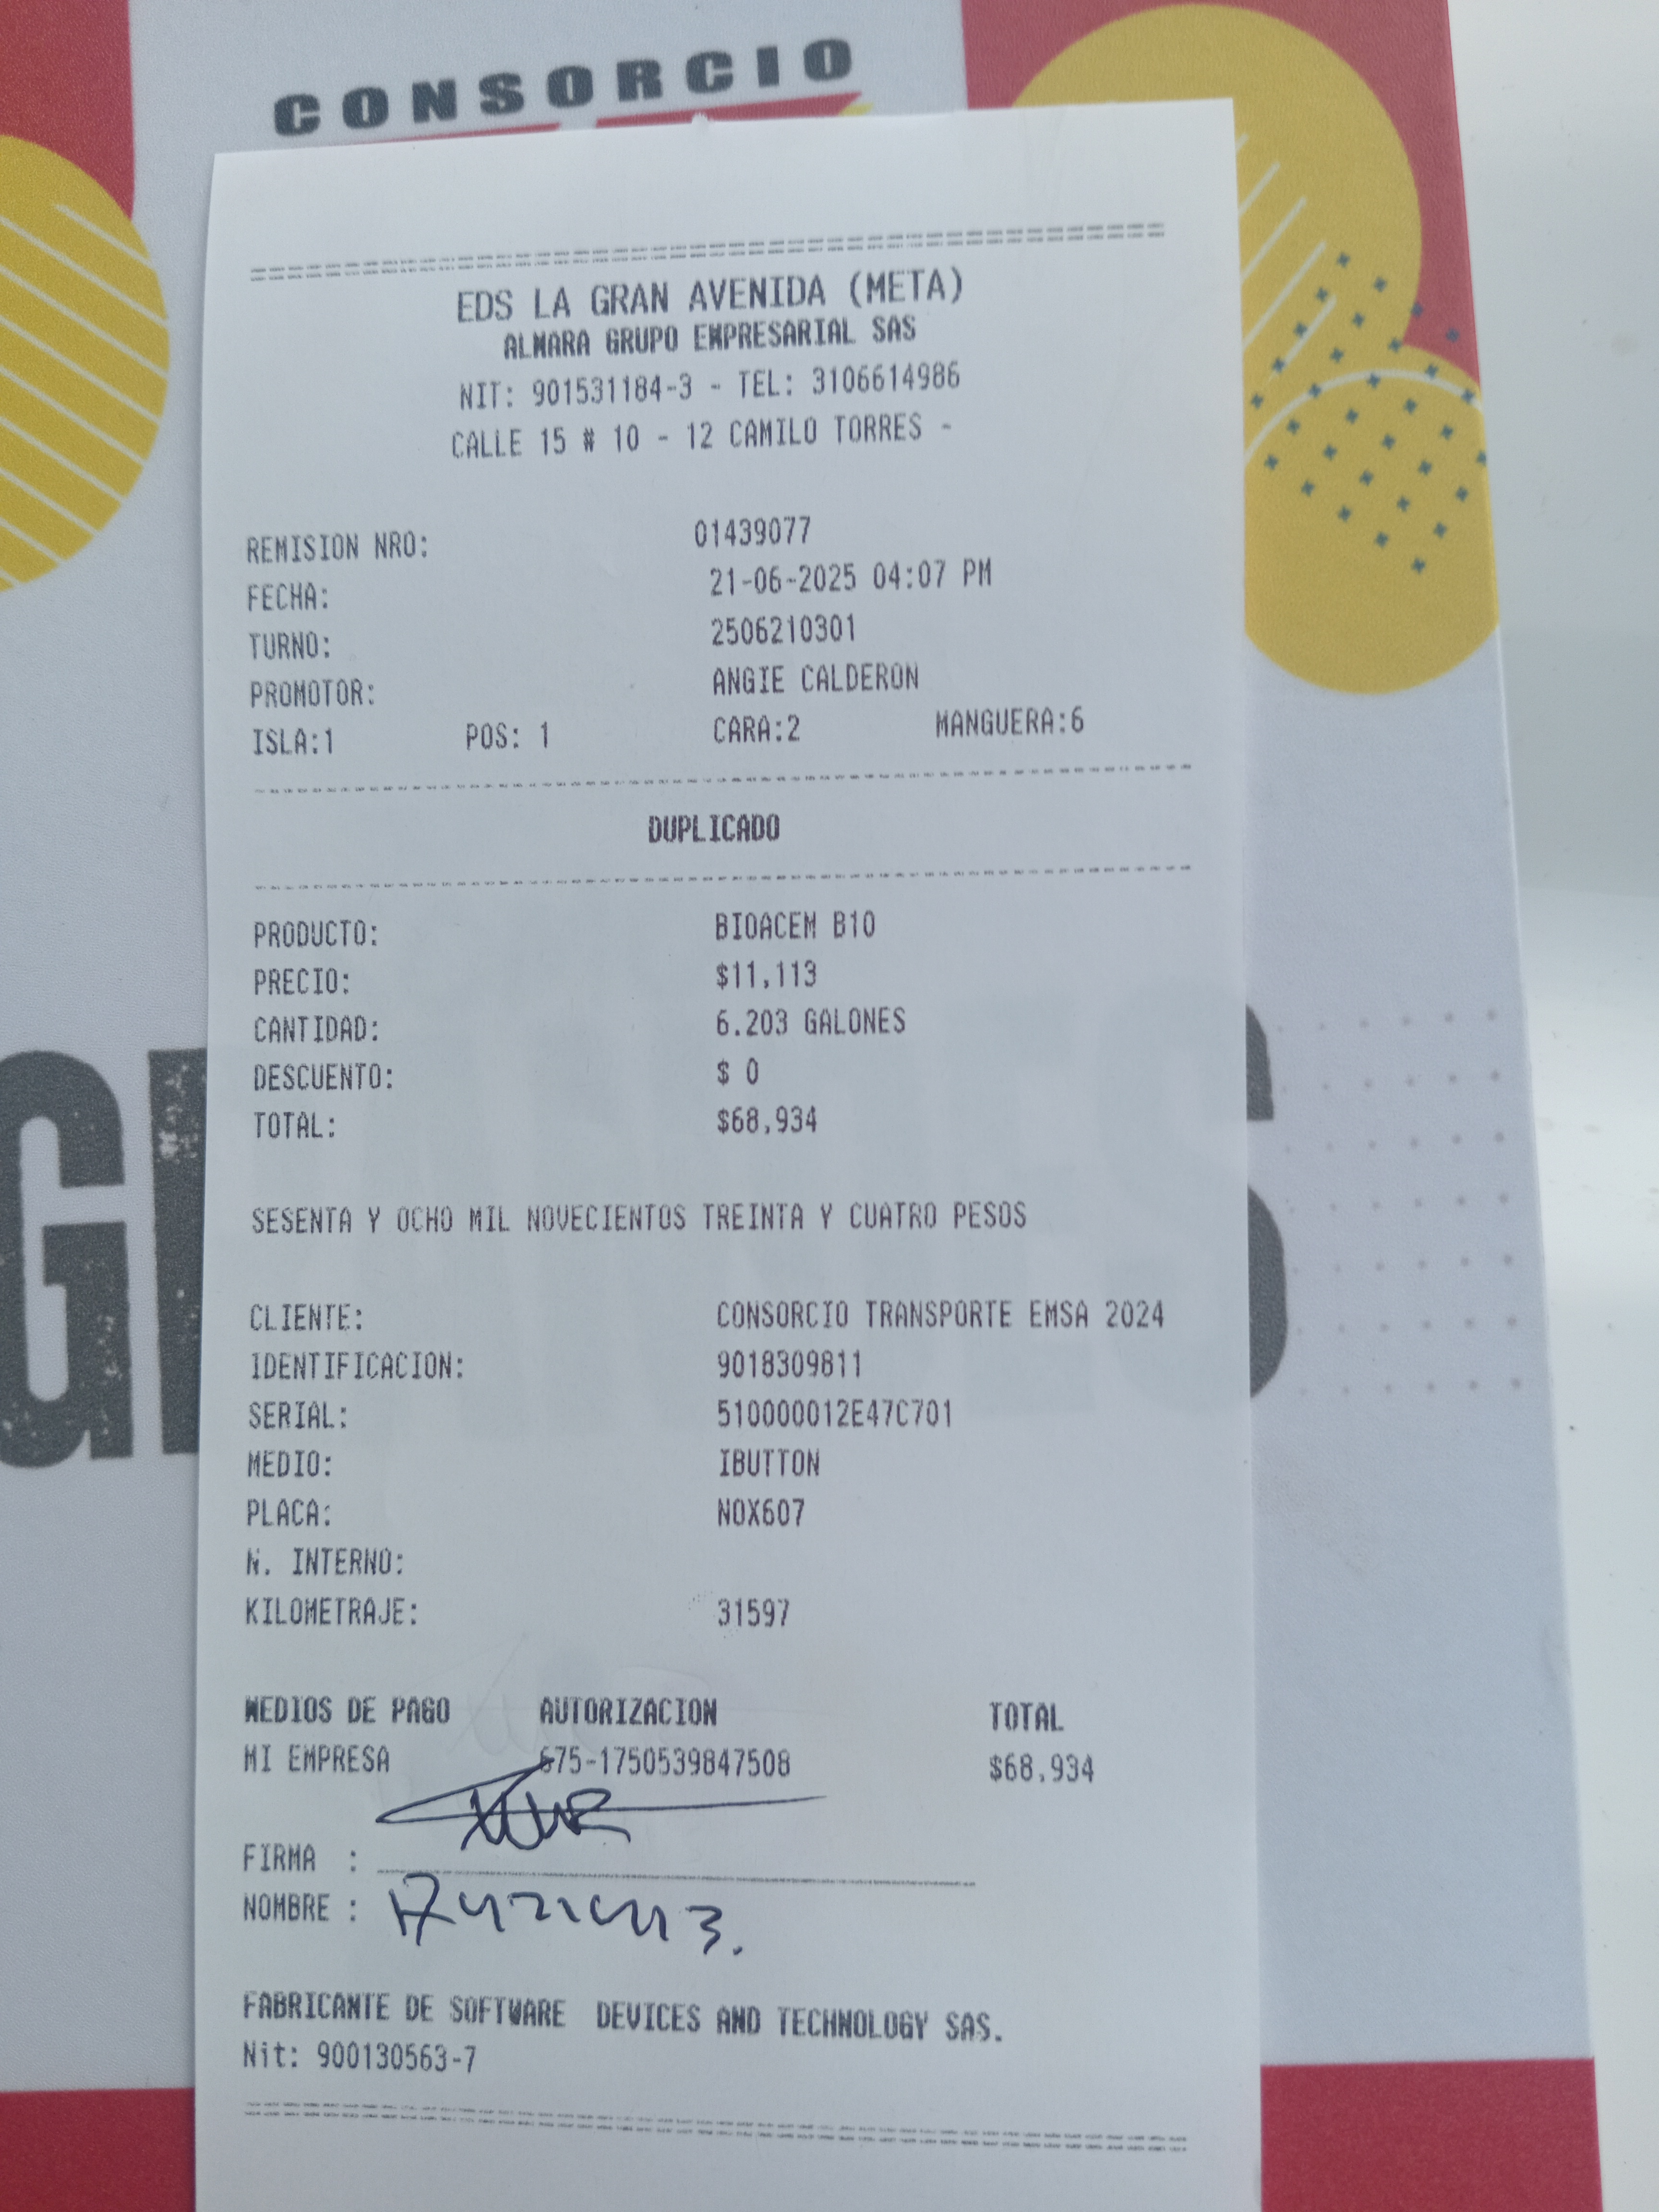 CONSORCIO
EDS LA GRAN AVENIDA (META)
ALMARA GRUPO EMPRESARIAL SAS
NIT: 901531184-3 - TEL: 3106614986
CALLE 15 # 10 - 12 CAMILO TORRES -
REMISION NRO: 01439077
FECHA: 21-06-2025 04:07 PM
TURNO: 2506210301
PROMOTOR: ANGIE CALDERON
ISLA:1 POS: 1 CARA:2 MANGUERA:6
DUPLICADO
PRODUCTO: BIOACEM B10
PRECIO: $11,113
CANTIDAD: 6.203 GALONES
DESCUENTO: $ 0
TOTAL: $68,934
SESENTA Y OCHO MIL NOVECIENTOS TREINTA Y CUATRO PESOS
CLIENTE: CONSORCIO TRANSPORTE EMSA 2024
IDENTIFICACION: 9018309811
SERIAL: 510000012E47C701
MEDIO: IBUTTON
PLACA: NOX607
N. INTERNO:
KILOMETRAJE: 31597
MEDIOS DE PAGO AUTORIZACION TOTAL
MI EMPRESA 675-1750539847508 $68,934
FIRMA :
NOMBRE :
FABRICANTE DE SOFTWARE DEVICES AND TECHNOLOGY SAS.
Nit: 900130563-7